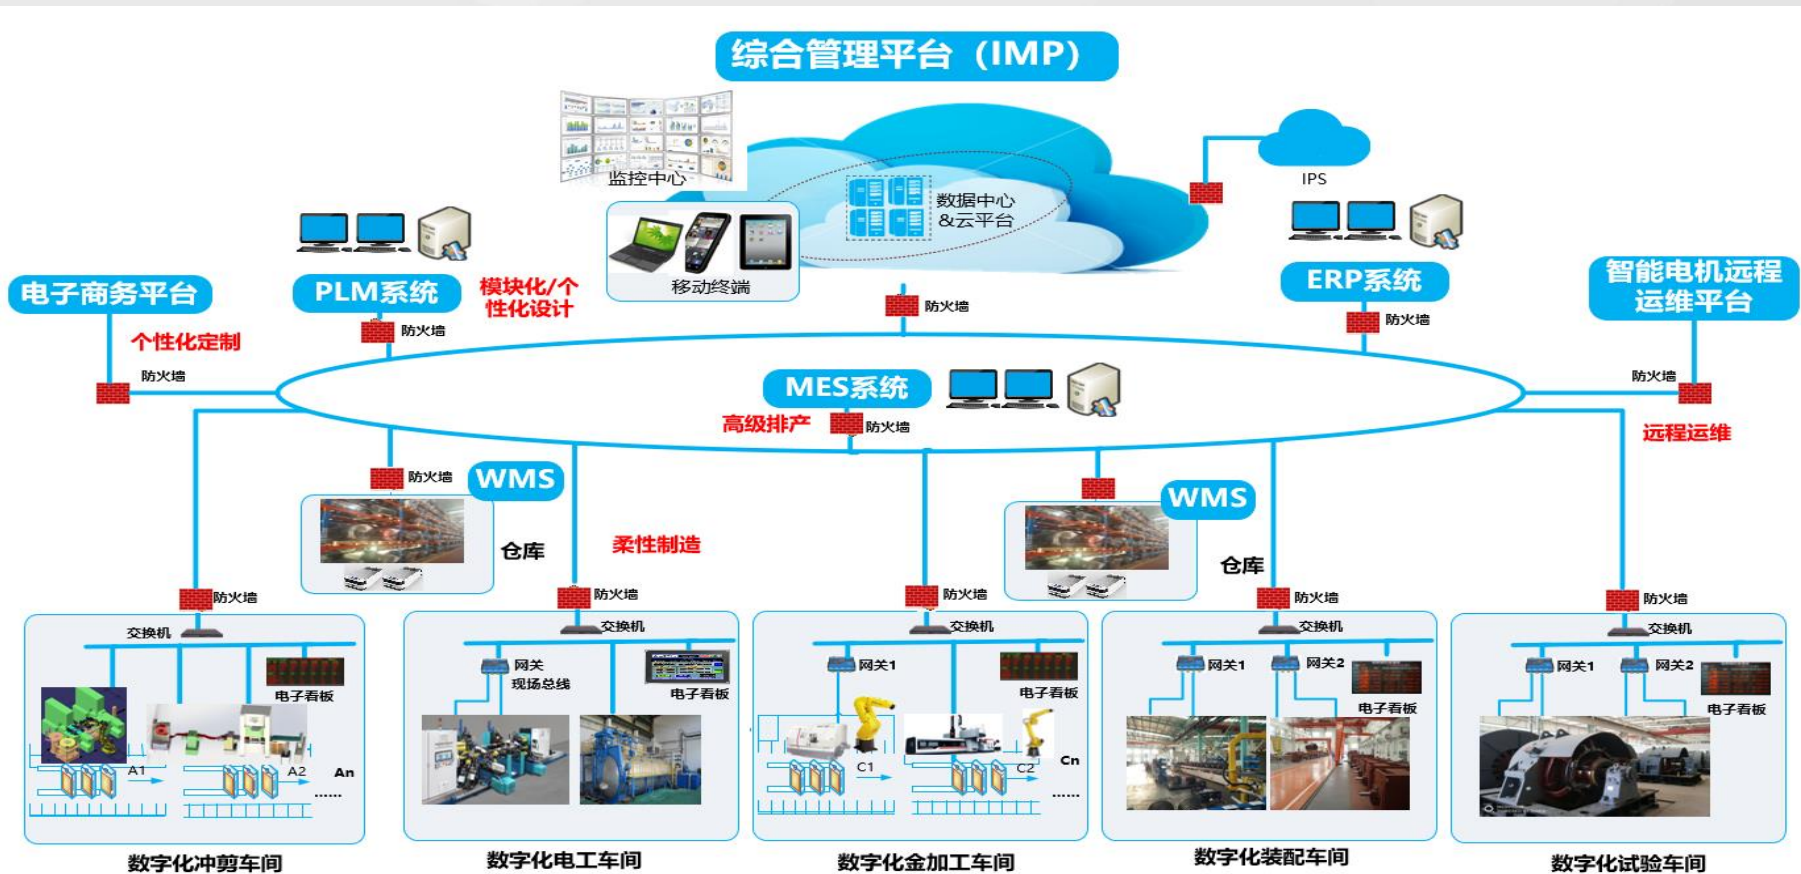 综合管理平台（IMP）
监控中心
数据中心
&云平台
IPS
移动终端
电子商务平台
PLM系统
模块化/个
性化设计
ERP系统
智能电机远程
运维平台
防火墙
防火墙
防火墙
个性化定制
防火墙
防火墙
MES系统
高级排产
防火墙
远程运维
防火墙
WMS
WMS
仓库
柔性制造
仓库
防火墙
防火墙
防火墙
防火墙
防火墙
交换机
交换机
交换机
交换机
交换机
电子看板
A1
A2
An
......
网关
现场总线
电子看板
网关1
电子看板
C1
C2
Cn
......
网关1
网关2
电子看板
网关1
网关2
电子看板
数字化冲剪车间
数字化电工车间
数字化金加工车间
数字化装配车间
数字化试验车间